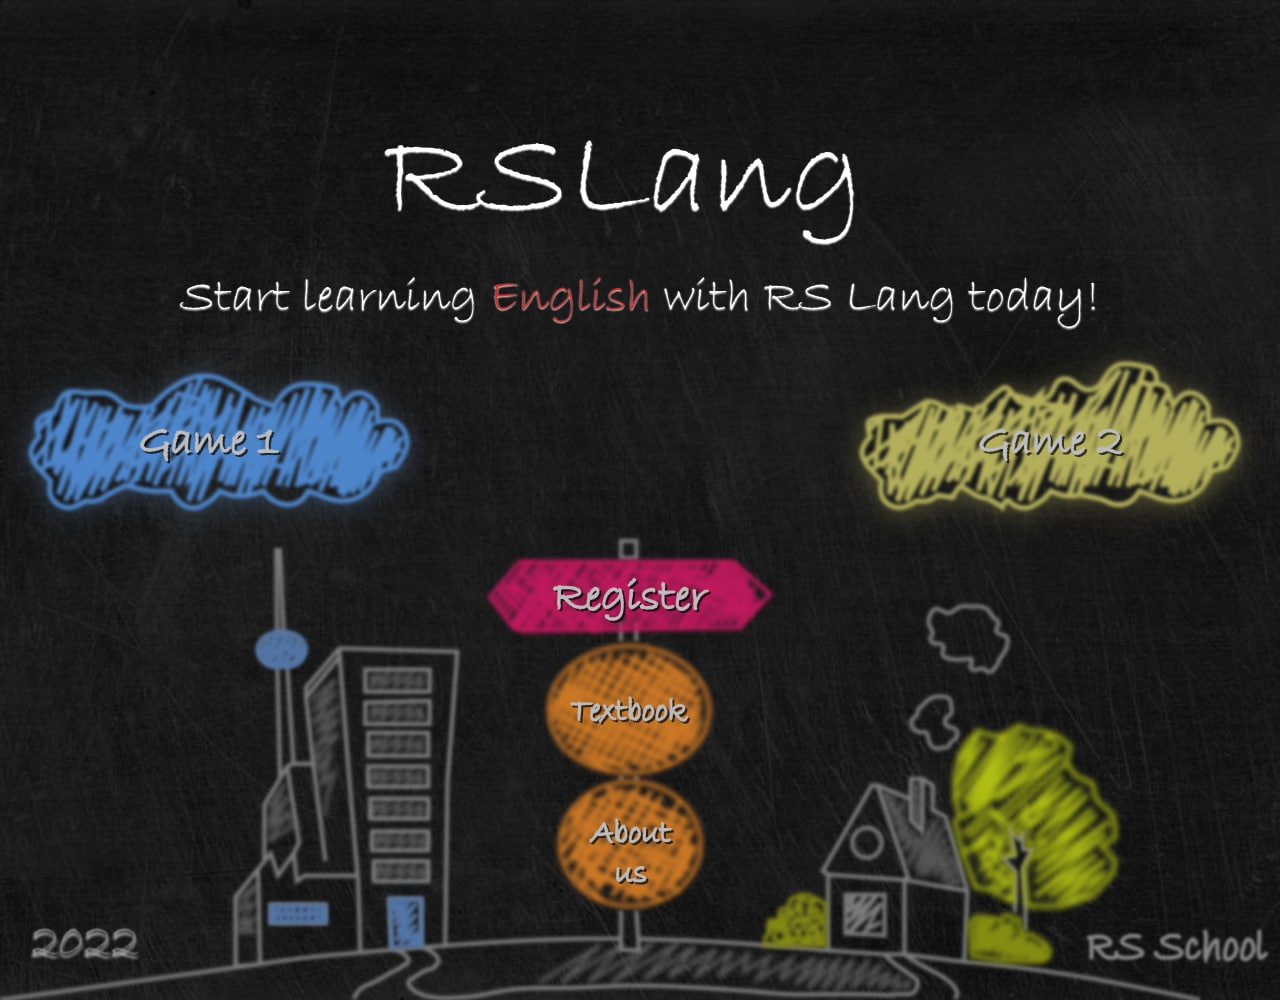 RSLang
Start learning English with RS Lang today!
Game 1
Game 2
Register
Textbook
About
us
2022
RS School